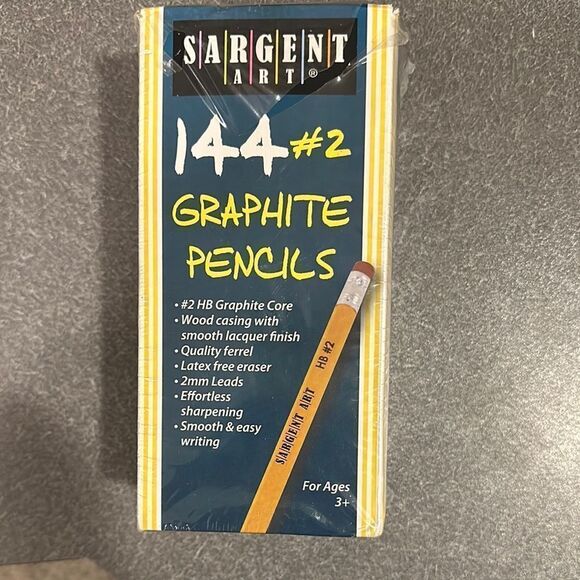 SARGENT
ART®
144 #2
GRAPHITE
PENCILS
• #2 HB Graphite Core
• Wood casing with
smooth lacquer finish
• Quality ferrel
• Latex free eraser
• 2mm Leads
• Effortless
sharpening
• Smooth & easy
writing
SARGENT ART HB #2
For Ages
3+